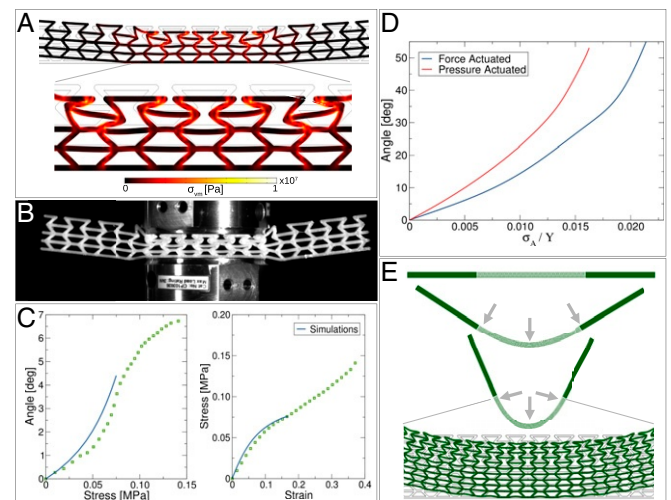 A
0
σvm [Pa]
1
x10⁷
B
C
7
6
5
4
3
2
1
0
Angle [deg]
0
0.05
0.10
0.15
Stress [MPa]
0.20
0.15
0.10
0.05
0
Stress [MPa]
Simulations
0
0.1
0.2
0.3
0.4
Strain
D
50
40
30
20
10
0
Angle [deg]
Force Actuated
Pressure Actuated
0
0.005
0.010
0.015
0.020
σA / Y
E